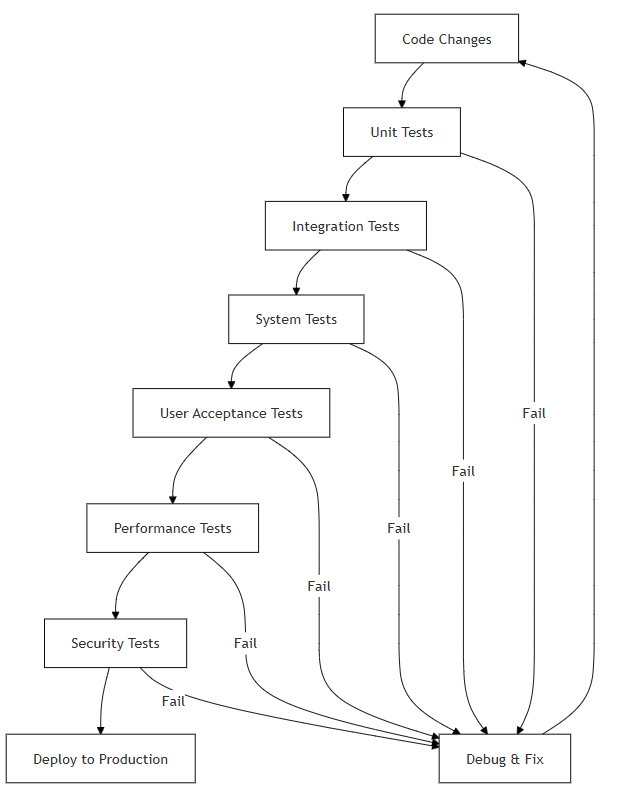 Code Changes
Unit Tests
Integration Tests
System Tests
User Acceptance Tests
Fail
Fail
Performance Tests
Fail
Fail
Security Tests
Fail
Fail
Deploy to Production
Debug & Fix